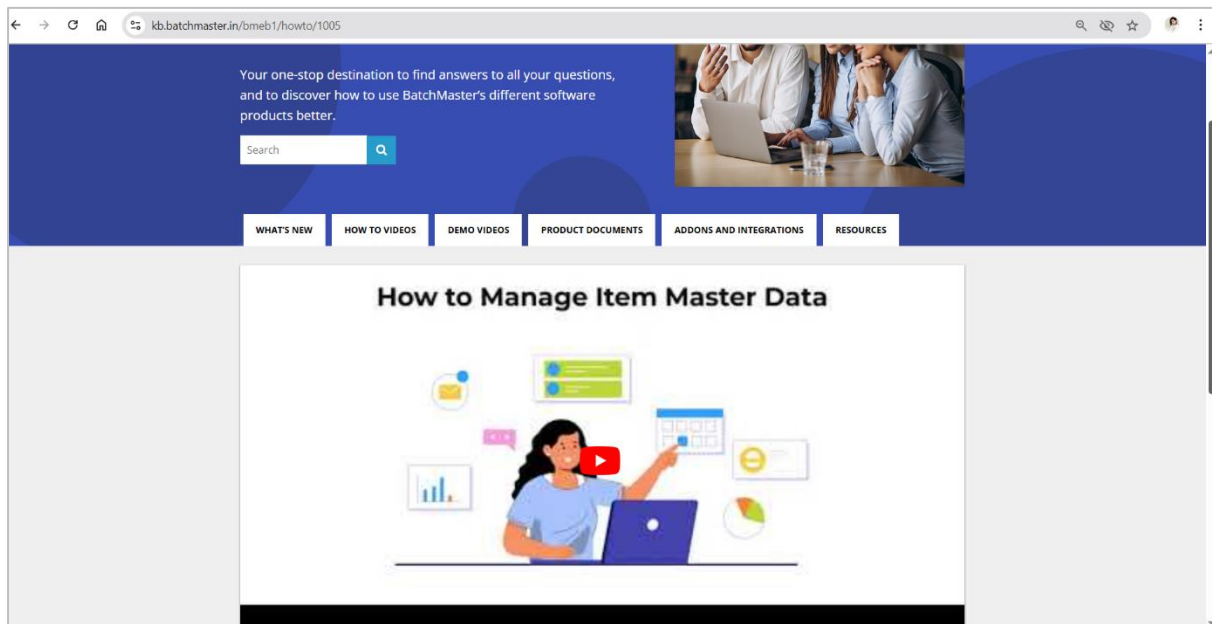 kb.batchmaster.in/bmeb1/howto/1005
Your one-stop destination to find answers to all your questions,
and to discover how to use BatchMaster's different software
products better.
Search
WHAT'S NEW
HOW TO VIDEOS
DEMO VIDEOS
PRODUCT DOCUMENTS
ADDONS AND INTEGRATIONS
RESOURCES
How to Manage Item Master Data